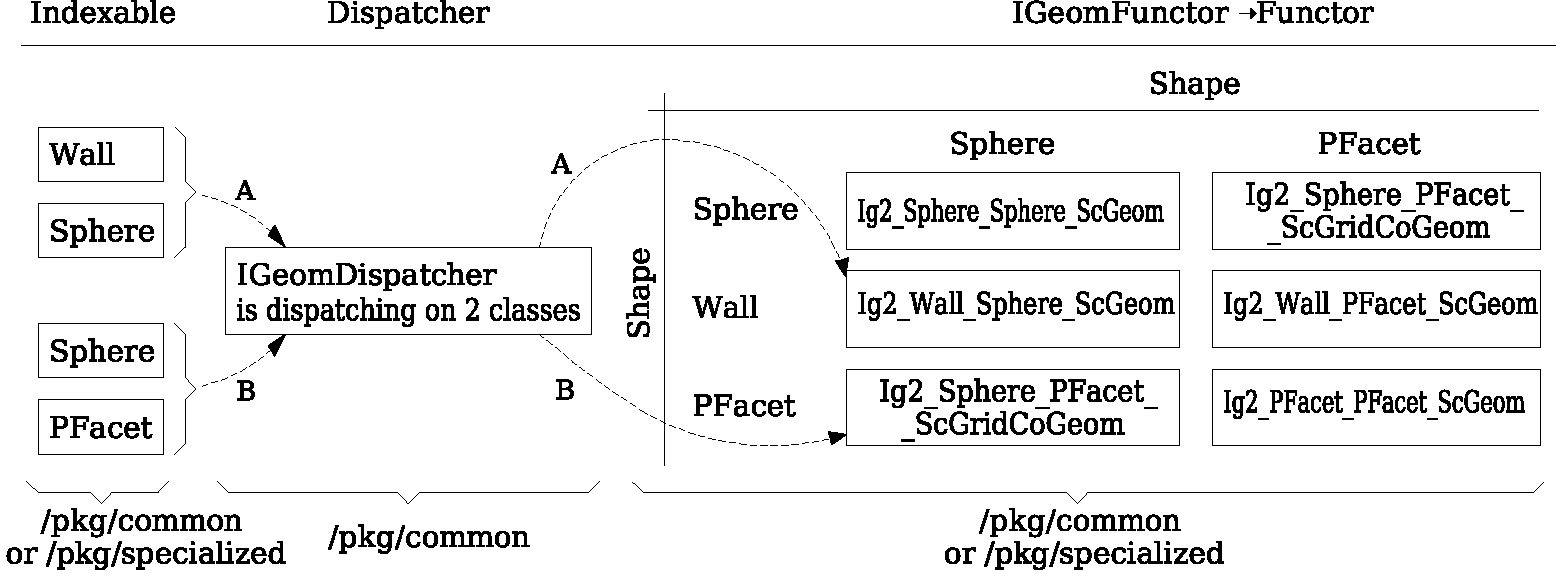 Indexable
Dispatcher
IGeomFunctor →Functor
Shape
Sphere
PFacet
Wall
Sphere
A
A
Sphere
Ig2_Sphere_Sphere_ScGeom
Ig2_Sphere_PFacet_
_ScGridCoGeom
IGeomDispatcher
is dispatching on 2 classes
Shape
Wall
Ig2_Wall_Sphere_ScGeom
Ig2_Wall_PFacet_ScGeom
Sphere
PFacet
B
B
PFacet
Ig2_Sphere_PFacet_
_ScGridCoGeom
Ig2_PFacet_PFacet_ScGeom
/pkg/common
or /pkg/specialized
/pkg/common
/pkg/common
or /pkg/specialized